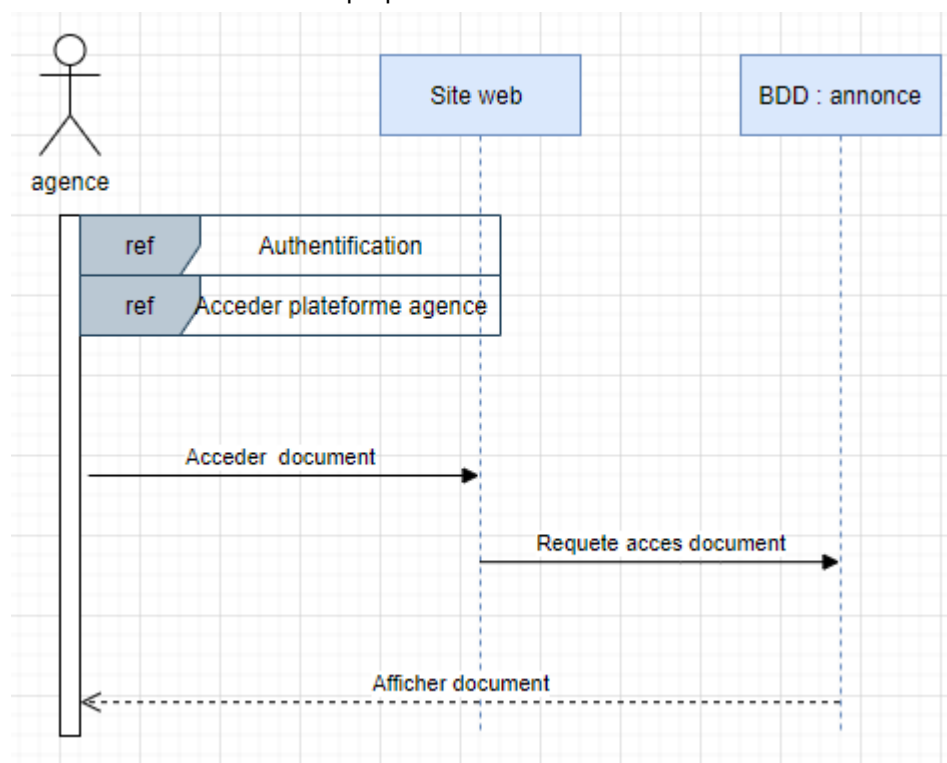 Site web
BDD : annonce
agence
ref
Authentification
ref
Acceder plateforme agence
Acceder document
Requete acces document
Afficher document